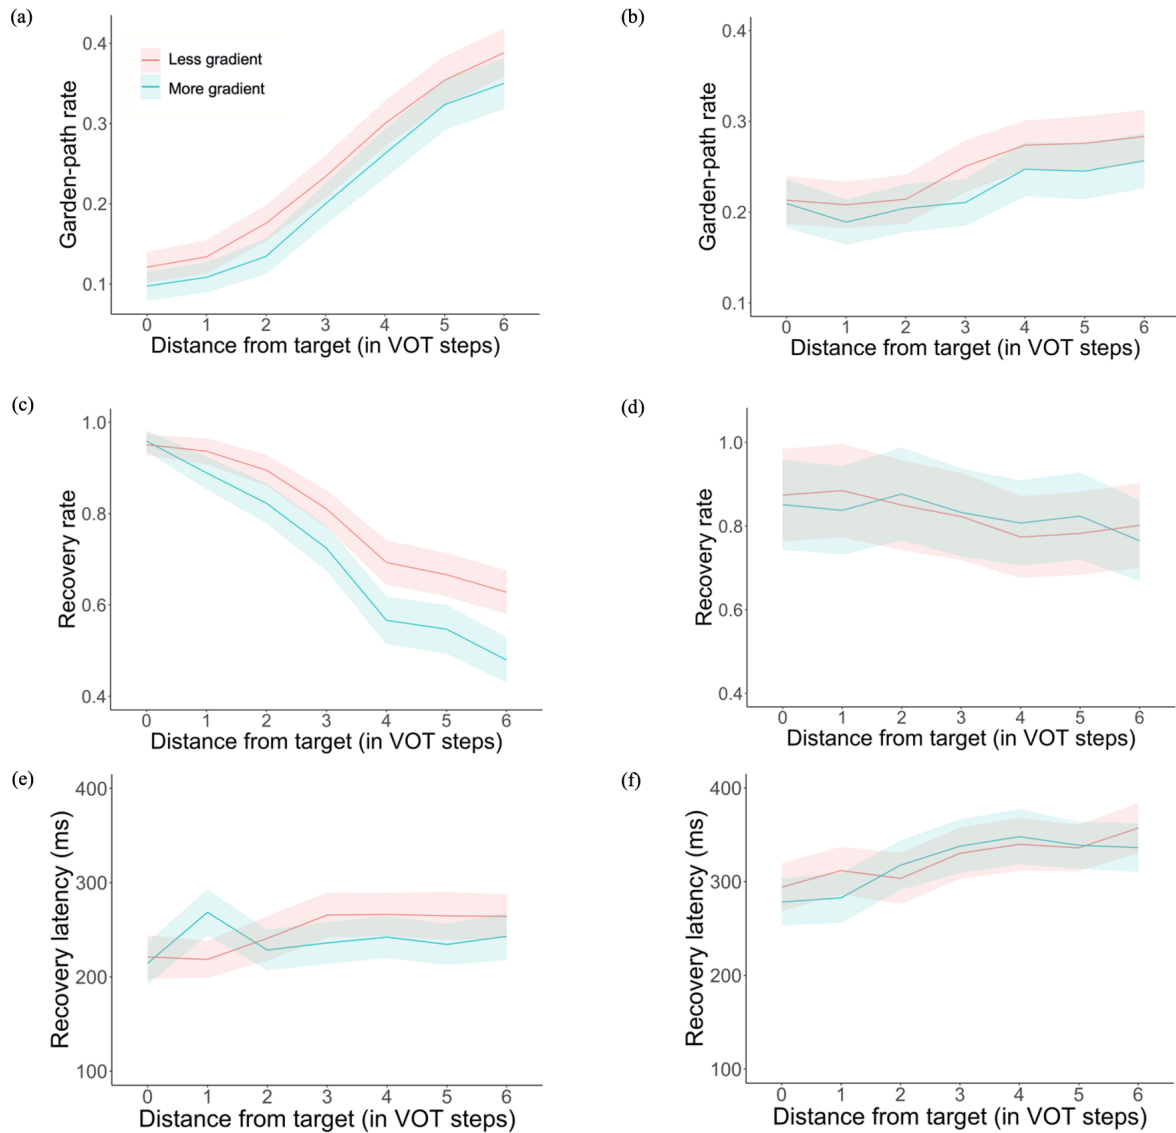 (a)
Garden-path rate
0.4
0.3
0.2
0.1
Less gradient
More gradient
0 1 2 3 4 5 6
Distance from target (in VOT steps)
(b)
Garden-path rate
0.4
0.3
0.2
0.1
0 1 2 3 4 5 6
Distance from target (in VOT steps)
(c)
Recovery rate
1.0
0.8
0.6
0.4
0 1 2 3 4 5 6
Distance from target (in VOT steps)
(d)
Recovery rate
1.0
0.8
0.6
0.4
0 1 2 3 4 5 6
Distance from target (in VOT steps)
(e)
Recovery latency (ms)
400
300
200
100
0 1 2 3 4 5 6
Distance from target (in VOT steps)
(f)
Recovery latency (ms)
400
300
200
100
0 1 2 3 4 5 6
Distance from target (in VOT steps)